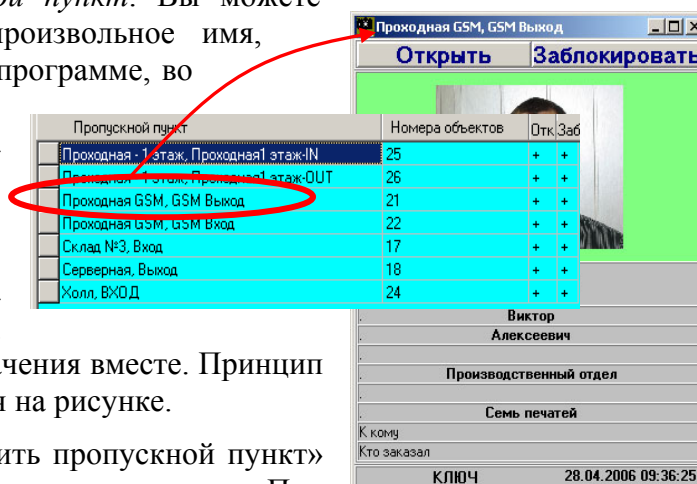 й пункт. Вы можете
произвольное имя,
программе, во
Проходная GSM, GSM Выход
Открыть Заблокировать
Пропускной пункт Номера объектов Отк Заб
Проходная - 1 этаж, Проходная1 этаж-IN 25 + +
Проходная - 1 этаж, Проходная1 этаж-OUT 26 + +
Проходная GSM, GSM Выход 21 + +
Проходная GSM, GSM Вход 22 + +
Склад №3, Вход 17 + +
Серверная, Выход 18 + +
Холл, ВХОД 24 + +
Виктор
Алексеевич
Производственный отдел
Семь печатей
К кому
Кто заказал
КЛЮЧ 28.04.2006 09:36:25
ачения вместе. Принцип
я на рисунке.
ить пропускной пункт»